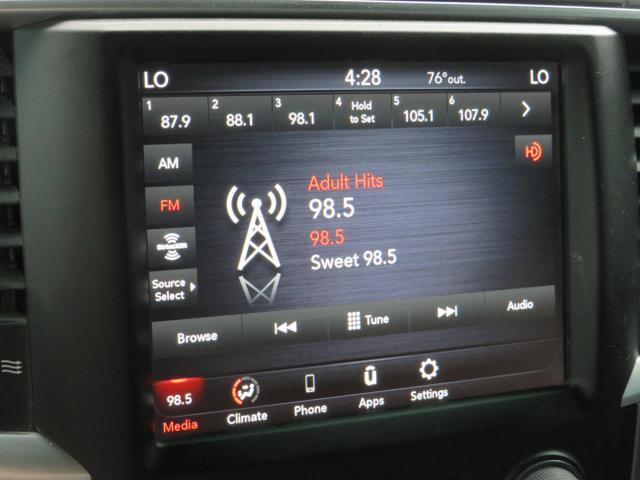 LO 4:28 76°out. LO
1 87.9 2 88.1 3 98.1 4 Hold to Set 5 105.1 6 107.9
AM
HD
FM
Adult Hits
98.5
98.5
Sweet 98.5
SiriusXM
Source
Select
Browse Tune Audio
98.5
Media Climate Phone Apps Settings